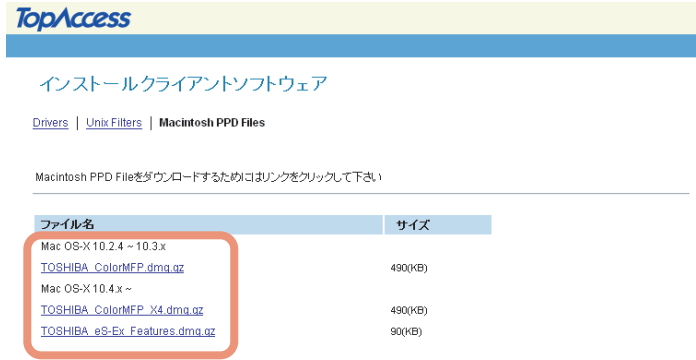 TopAccess
インストールクライアントソフトウェア
Drivers | Unix Filters | Macintosh PPD Files
Macintosh PPD Fileをダウンロードするためにはリンクをクリックして下さい
ファイル名 サイズ
Mac OS-X 10.2.4 ~ 10.3.x
TOSHIBA_ColorMFP.dmg.gz 490(KB)
Mac OS-X 10.4.x ~
TOSHIBA_ColorMFP_X4.dmg.gz 490(KB)
TOSHIBA_eS-Ex_Features.dmg.gz 90(KB)